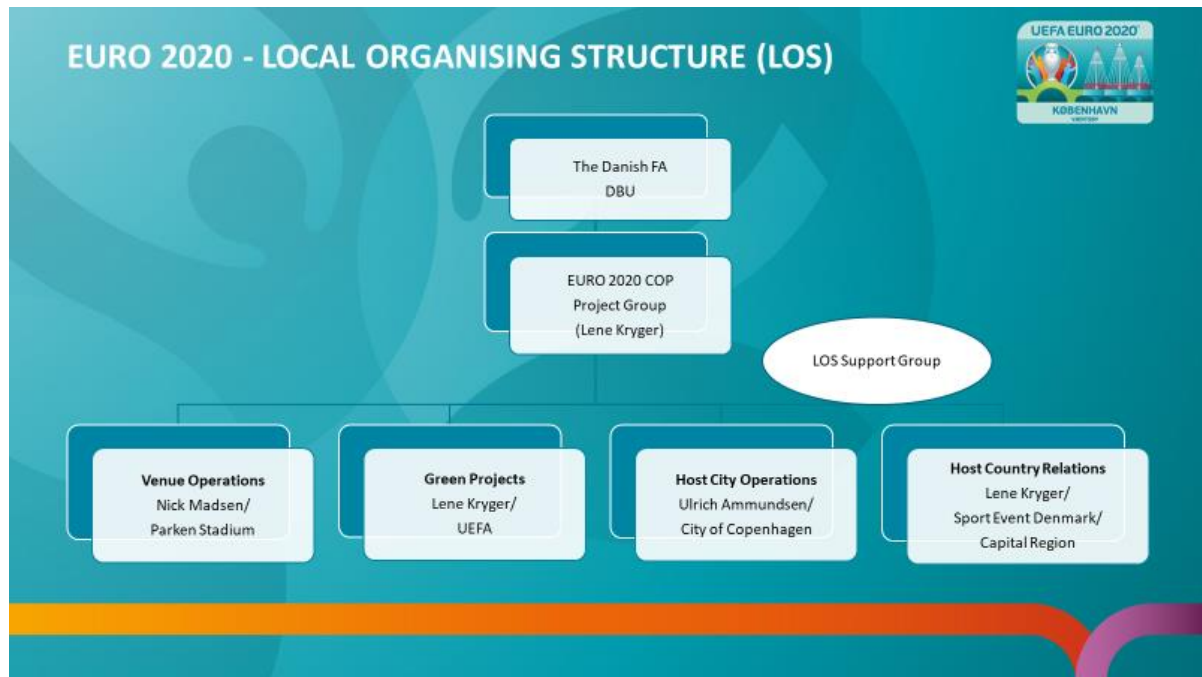 EURO 2020 - LOCAL ORGANISING STRUCTURE (LOS)
UEFA EURO 2020
KØBENHAVN
The Danish FA
DBU
EURO 2020 COP
Project Group
(Lene Kryger)
LOS Support Group
Venue Operations
Nick Madsen/
Parken Stadium
Green Projects
Lene Kryger/
UEFA
Host City Operations
Ulrich Ammundsen/
City of Copenhagen
Host Country Relations
Lene Kryger/
Sport Event Denmark/
Capital Region